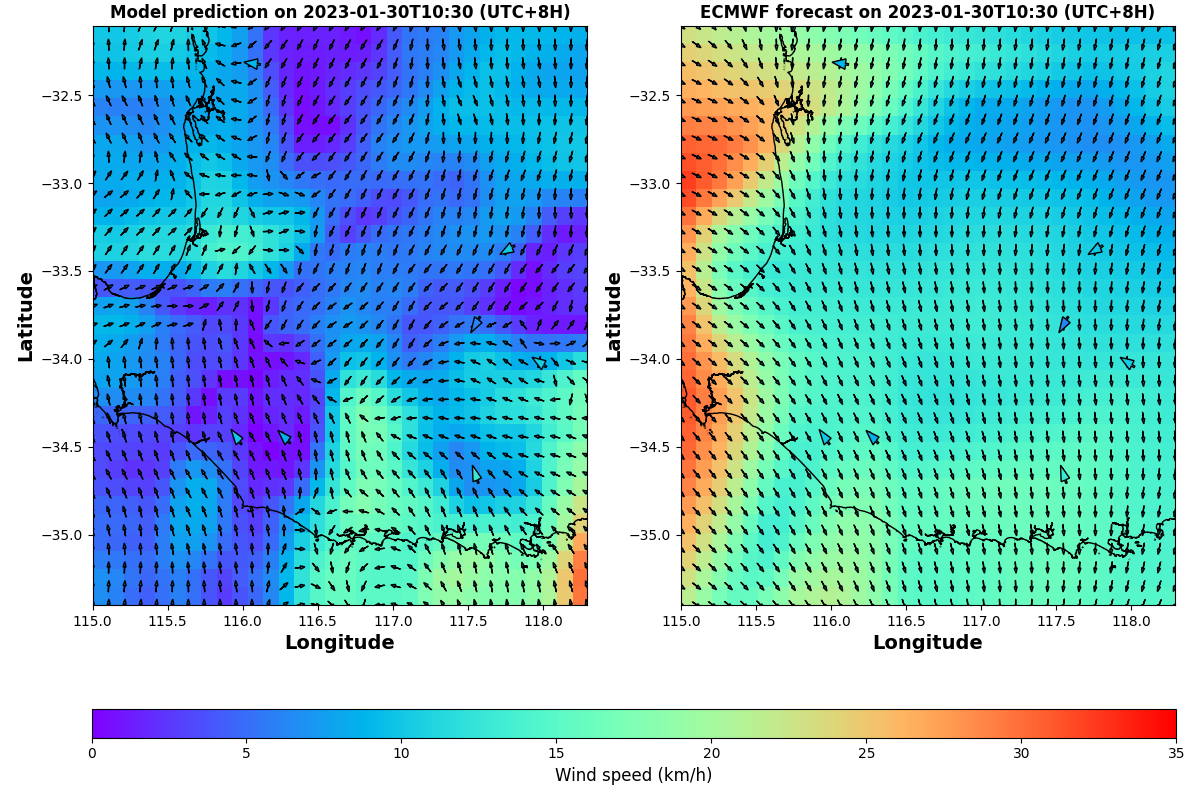 Model prediction on 2023-01-30T10:30 (UTC+8H)
ECMWF forecast on 2023-01-30T10:30 (UTC+8H)
Latitude
−32.5
−33.0
−33.5
−34.0
−34.5
−35.0
115.0 115.5 116.0 116.5 117.0 117.5 118.0
Longitude
Latitude
−32.5
−33.0
−33.5
−34.0
−34.5
−35.0
115.0 115.5 116.0 116.5 117.0 117.5 118.0
Longitude
0 5 10 15 20 25 30 35
Wind speed (km/h)